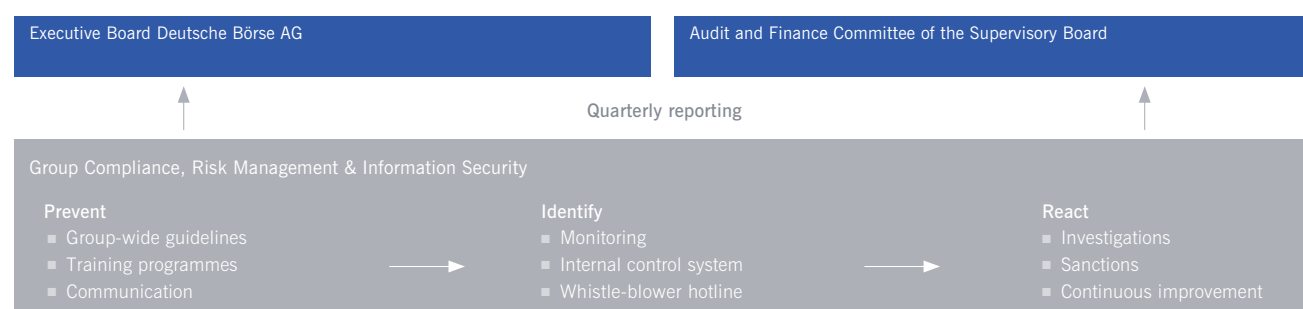 Executive Board Deutsche Börse AG
Audit and Finance Committee of the Supervisory Board
Quarterly reporting
Group Compliance, Risk Management & Information Security
Prevent
Group-wide guidelines
Training programmes
Communication
Identify
Monitoring
Internal control system
Whistle-blower hotline
React
Investigations
Sanctions
Continuous improvement